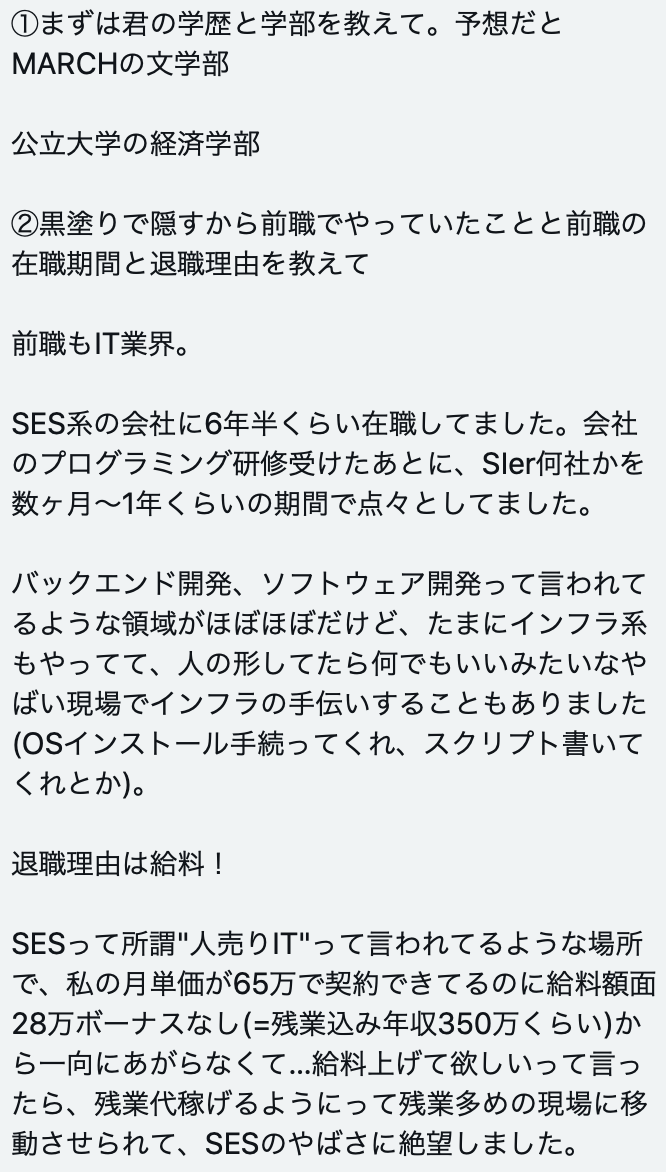 ①まずは君の学歴と学部を教えて。予想だと
MARCHの文学部
公立大学の経済学部
②黒塗りで隠すから前職でやっていたことと前職の
在職期間と退職理由を教えて
前職もIT業界。
SES系の会社に6年半くらい在職してました。会社
のプログラミング研修受けたあとに、SIer何社かを
数ヶ月〜1年くらいの期間で点々としてました。
バックエンド開発、ソフトウェア開発って言われて
るような領域がほぼほぼだけど、たまにインフラ系
もやってて、人の形してたら何でもいいみたいなや
ばい現場でインフラの手伝いすることもありました
(OSインストール手続ってくれ、スクリプト書いて
くれとか)。
退職理由は給料！
SESって所謂"人売りIT"って言われてるような場所
で、私の月単価が65万で契約できてるのに給料額面
28万ボーナスなし(=残業込み年収350万くらい)か
ら一向にあがらなくて...給料上げて欲しいって言っ
たら、残業代稼げるようにって残業多めの現場に移
動させられて、SESのやばさに絶望しました。